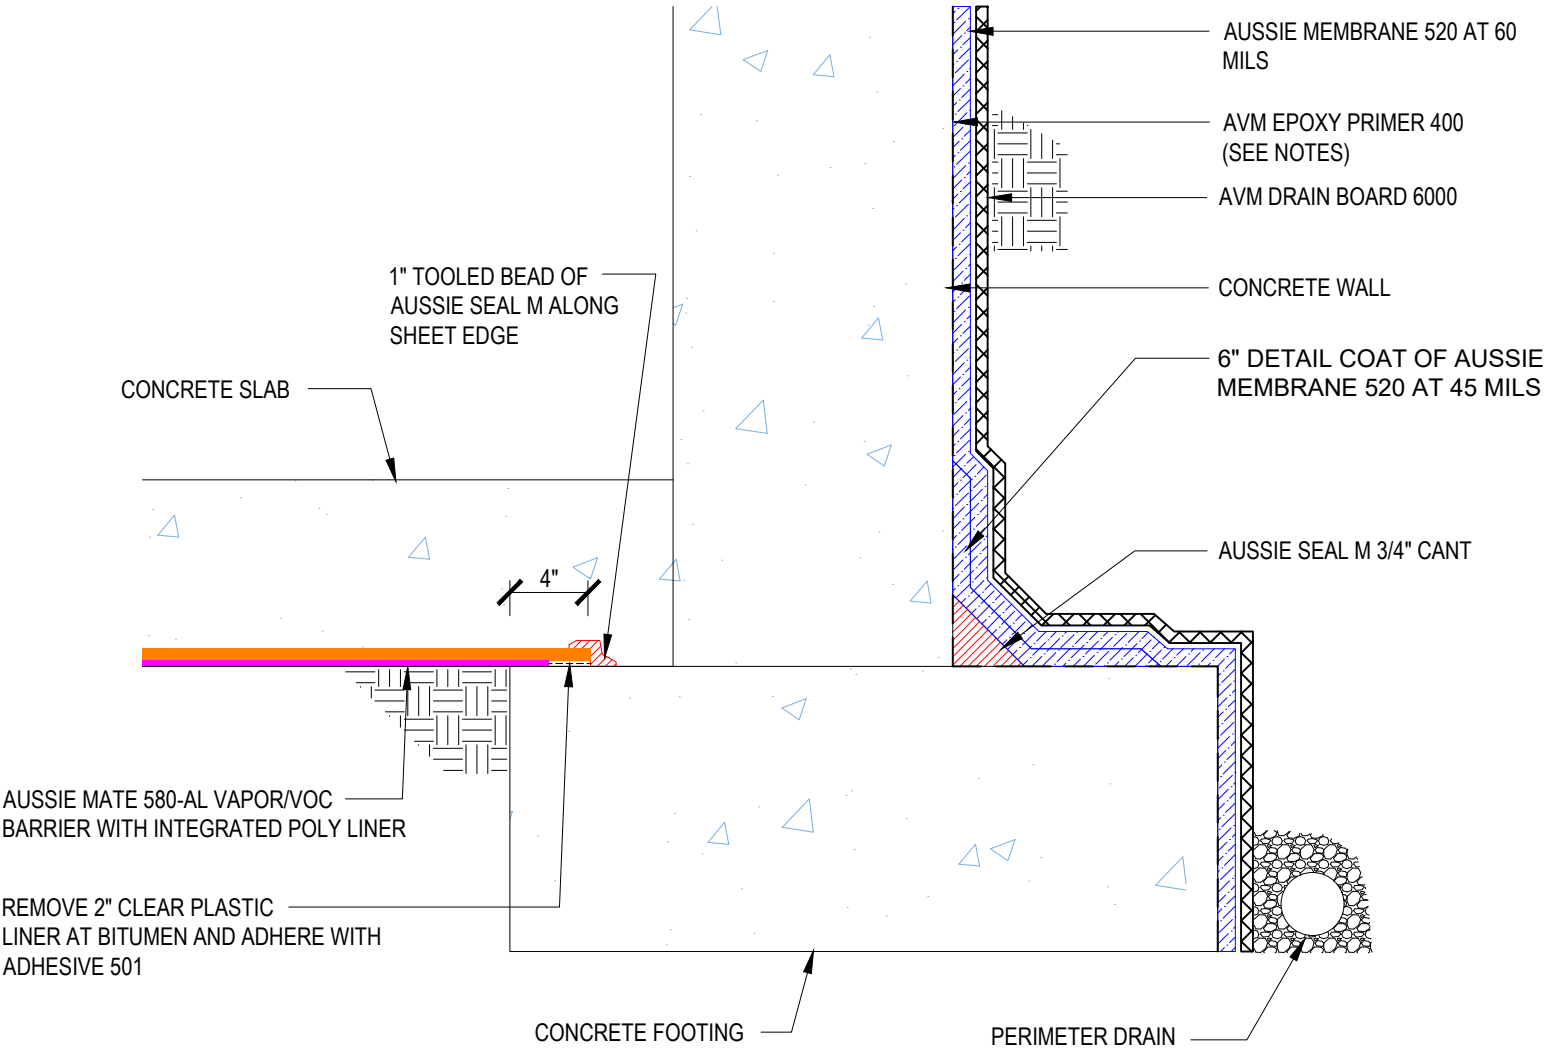 AUSSIE MEMBRANE 520 AT 60
MILS
AVM EPOXY PRIMER 400
(SEE NOTES)
AVM DRAIN BOARD 6000
1" TOOLED BEAD OF
AUSSIE SEAL M ALONG
SHEET EDGE
CONCRETE WALL
6" DETAIL COAT OF AUSSIE
MEMBRANE 520 AT 45 MILS
CONCRETE SLAB
AUSSIE SEAL M 3/4" CANT
4"
AUSSIE MATE 580-AL VAPOR/VOC
BARRIER WITH INTEGRATED POLY LINER
REMOVE 2" CLEAR PLASTIC
LINER AT BITUMEN AND ADHERE WITH
ADHESIVE 501
CONCRETE FOOTING
PERIMETER DRAIN